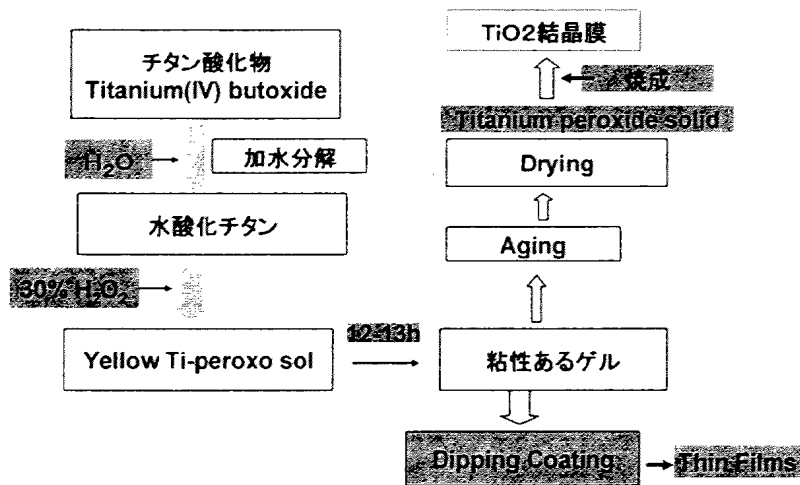 チタン酸化物
Titanium(IV) butoxide
H2O
加水分解
水酸化チタン
30% H2O2
Yellow Ti-peroxo sol
12-13h
粘性あるゲル
Dipping Coating
Thin Films
Aging
Drying
Titanium peroxide solid
焼成
TiO2結晶膜